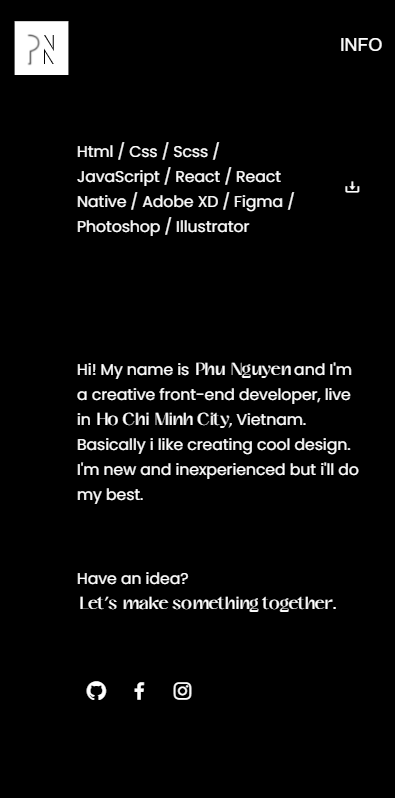 PN
INFO
Html / Css / Scss /
JavaScript / React / React
Native / Adobe XD / Figma /
Photoshop / Illustrator
Hi! My name is Phu Nguyen and I'm
a creative front-end developer, live
in Ho Chi Minh City, Vietnam.
Basically i like creating cool design.
I'm new and inexperienced but i'll do
my best.
Have an idea?
Let's make something together.